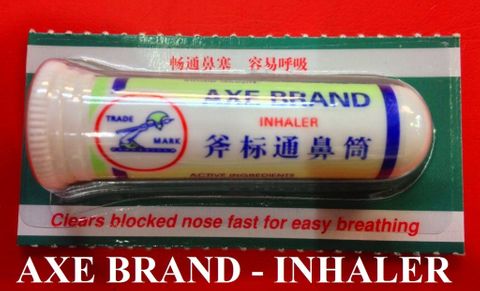 畅通鼻塞 容易呼吸
AXE BRAND
INHALER
TRADE
MARK
斧标通鼻筒
ACTIVE INGREDIENTS
Clears blocked nose fast for easy breathing
AXE BRAND - INHALER